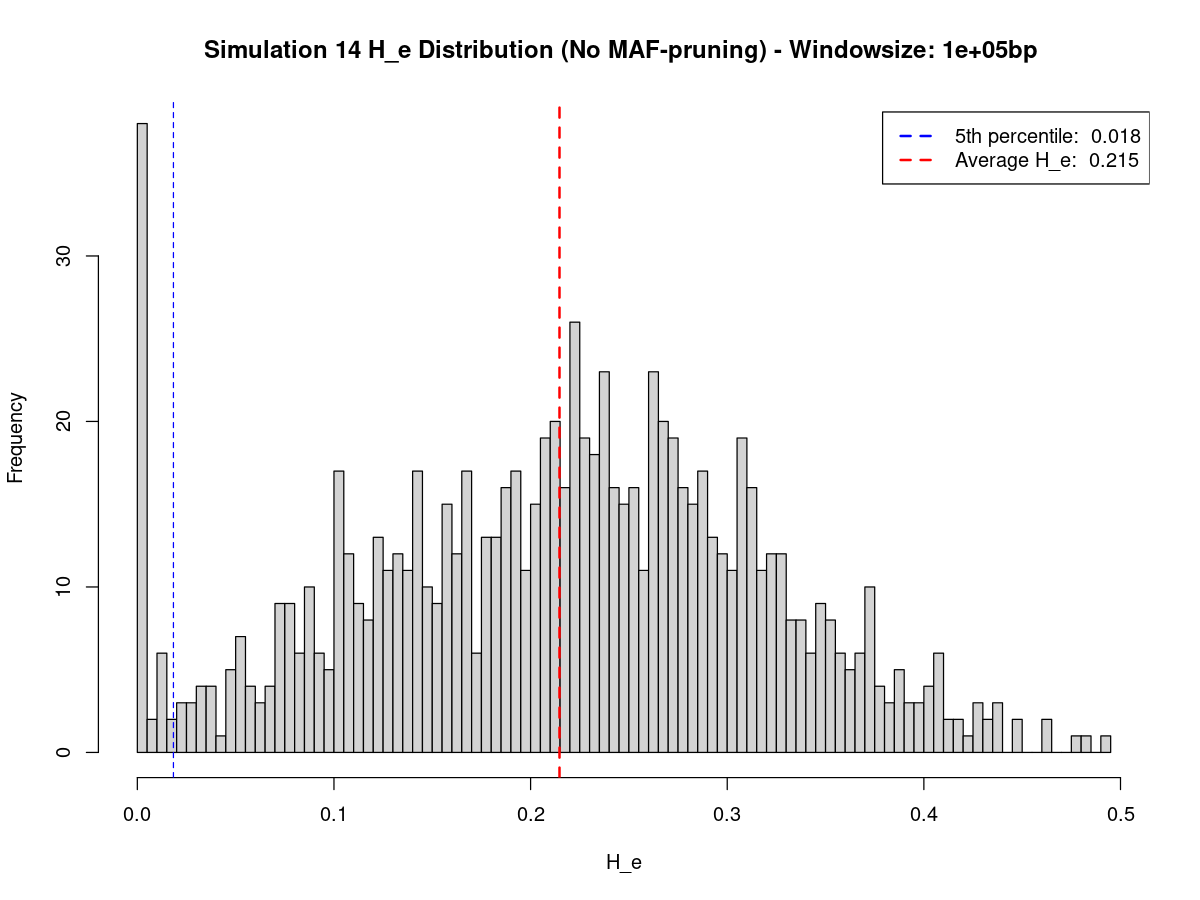 Simulation 14 H_e Distribution (No MAF-pruning) - Windowsize: 1e+05bp
5th percentile: 0.018
Average H_e: 0.215
Frequency
30
20
10
0
0.0 0.1 0.2 0.3 0.4 0.5
H_e